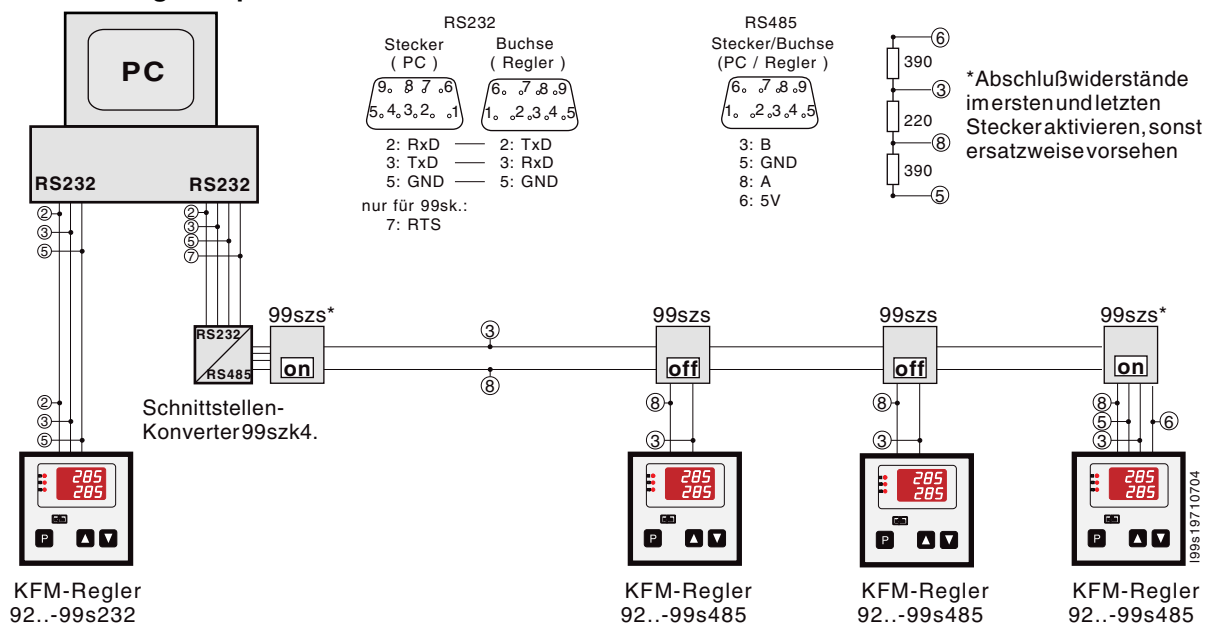 PC
RS232 RS232
RS232
Stecker Buchse
( PC ) ( Regler )
9 8 7 6 6 7 8 9
5 4 3 2 1 1 2 3 4 5
2: RxD 2: TxD
3: TxD 3: RxD
5: GND 5: GND
nur für 99sk.:
7: RTS
RS485
Stecker/Buchse
(PC / Regler )
6 7 8 9
1 2 3 4 5
3: B
5: GND
8: A
6: 5V
6
390
3
220
8
390
5
*Abschlußwiderstände
im ersten und letzten
Stecker aktivieren, sonst
ersatzweise vorsehen
2
3
5
2
3
5
7
RS232
RS485
Schnittstellen-
Konverter 99szk4.
99szs*
on
3
8
99szs
off
99szs
off
99szs*
on
2
3
5
8
3
8
3
8
5
3
6
285
285
P
KFM-Regler
92..-99s232
285
285
P
KFM-Regler
92..-99s485
285
285
P
KFM-Regler
92..-99s485
285
285
P
KFM-Regler
92..-99s485
I99s19710704